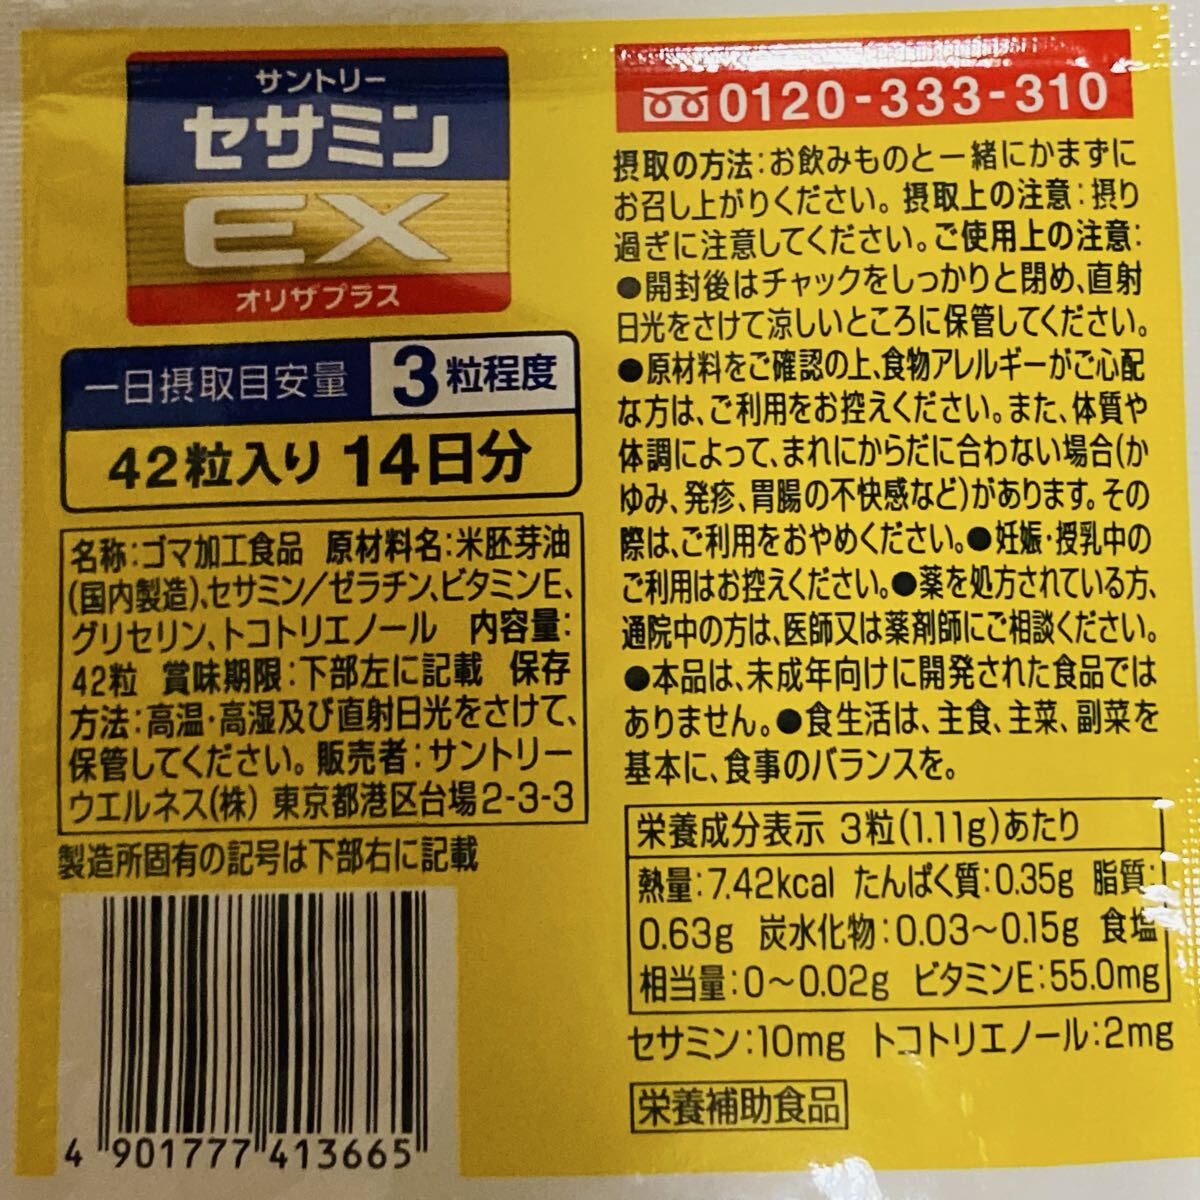 サントリー
セサミン
EX
オリザプラス
一日摂取目安量 3粒程度
42粒入り 14日分
名称:ゴマ加工食品 原材料名:米胚芽油
(国内製造)、セサミン/ゼラチン、ビタミンE、
グリセリン、トコトリエノール 内容量:
42粒 賞味期限:下部左に記載 保存
方法:高温・高湿及び直射日光をさけて、
保管してください。 販売者:サントリー
ウエルネス(株) 東京都港区台場2-3-3
製造所固有の記号は下部右に記載
4 901777 413665
0120-333-310
摂取の方法:お飲みものと一緒にかまずに
お召し上がりください。 摂取上の注意:摂り
過ぎに注意してください。ご使用上の注意:
●開封後はチャックをしっかりと閉め、直射
日光をさけて涼しいところに保管してください。
●原材料をご確認の上、食物アレルギーがご心配
な方は、ご利用をお控えください。また、体質や
体調によって、まれにからだに合わない場合(か
ゆみ、発疹、胃腸の不快感など)があります。その
際は、ご利用をおやめください。●妊娠・授乳中の
ご利用はお控えください。●薬を処方されている方、
通院中の方は、医師又は薬剤師にご相談ください。
●本品は、未成年向けに開発された食品では
ありません。●食生活は、主食、主菜、副菜を
基本に、食事のバランスを。
栄養成分表示 3粒(1.11g)あたり
熱量:7.42kcal たんぱく質:0.35g 脂質:
0.63g 炭水化物:0.03～0.15g 食塩
相当量:0～0.02g ビタミンE:55.0mg
セサミン:10mg トコトリエノール:2mg
栄養補助食品